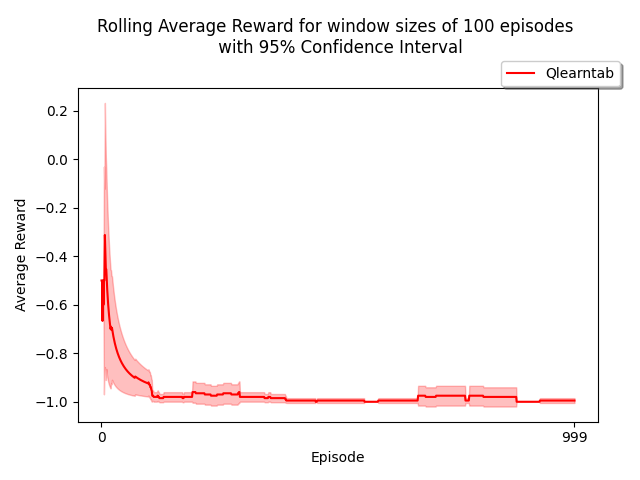 Rolling Average Reward for window sizes of 100 episodes
with 95% Confidence Interval
Qlearntab
0.2
0.0
−0.2
−0.4
−0.6
−0.8
−1.0
Average Reward
0
999
Episode